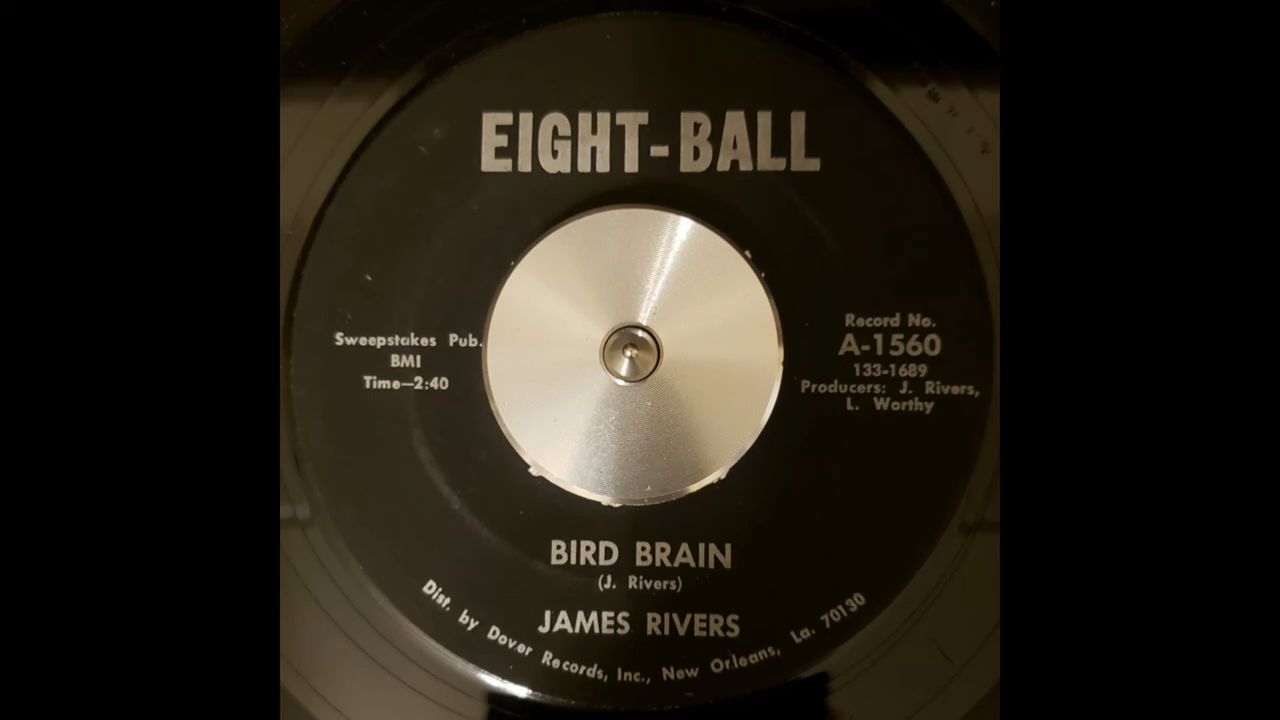 EIGHT-BALL
Sweepstakes Pub.
BMI
Time—2:40
Record No.
A-1560
133-1689
Producers: J. Rivers,
L. Worthy
BIRD BRAIN
(J. Rivers)
JAMES RIVERS
Dist. by Dover Records, Inc., New Orleans, La. 70130